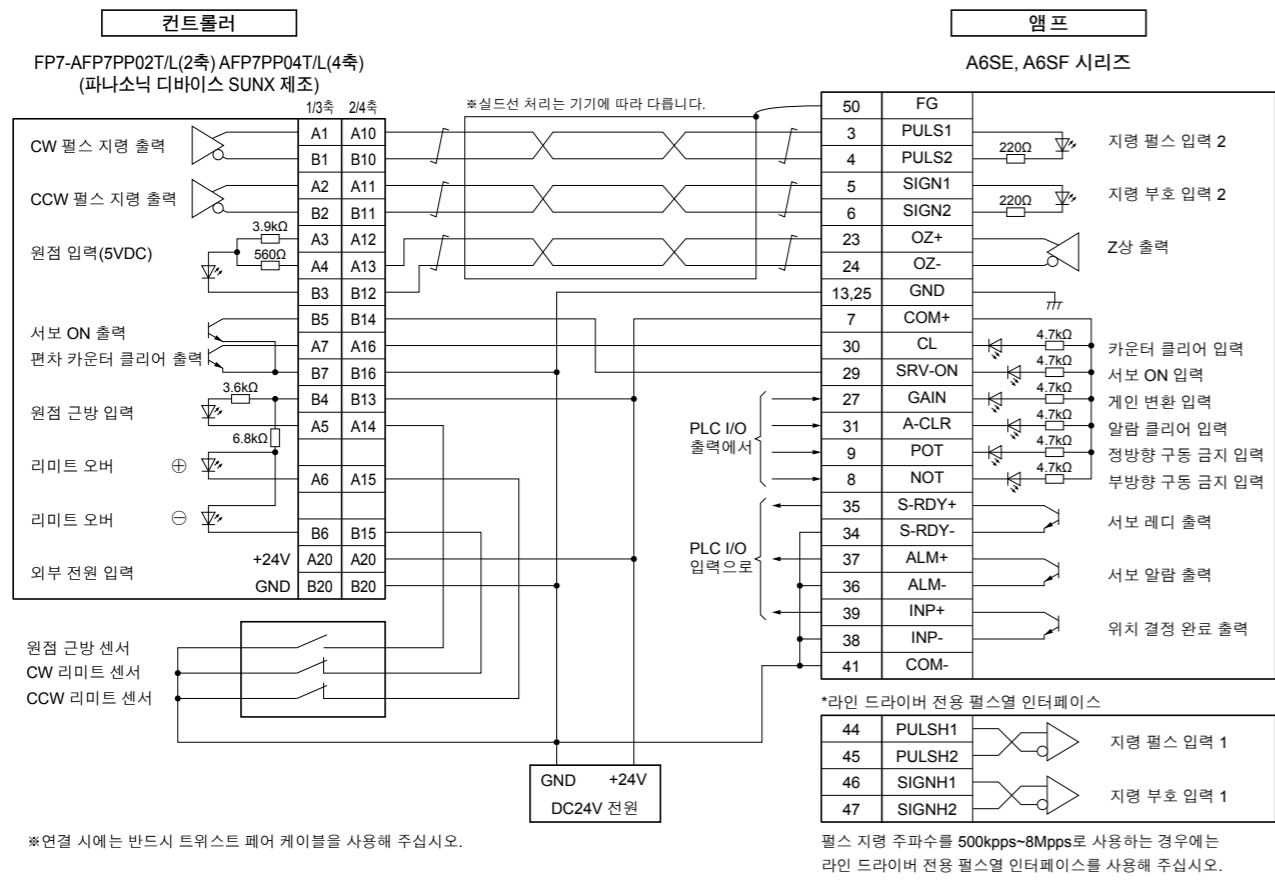 컨트롤러
앰프
FP7-AFP7PP02T/L(2축) AFP7PP04T/L(4축)
(파나소닉 디바이스 SUNX 제조)
A6SE, A6SF 시리즈
1/3축 2/4축
※실드선 처리는 기기에 따라 다릅니다.
CW 펄스 지령 출력
A1 A10
B1 B10
CCW 펄스 지령 출력
A2 A11
B2 B11
원점 입력(5VDC)
3.9kΩ
560Ω
A3 A12
A4 A13
B3 B12
서보 ON 출력
B5 B14
편차 카운터 클리어 출력
A7 A16
B7 B16
3.6kΩ
B4 B13
원점 근방 입력
A5 A14
6.8kΩ
리미트 오버 ⊕
A6 A15
리미트 오버 ⊖
B6 B15
외부 전원 입력
+24V A20 A20
GND B20 B20
원점 근방 센서
CW 리미트 센서
CCW 리미트 센서
GND +24V
DC24V 전원
PLC I/O
출력에서
PLC I/O
입력으로
50 FG
3 PULS1
4 PULS2
220Ω
지령 펄스 입력 2
5 SIGN1
6 SIGN2
220Ω
지령 부호 입력 2
23 OZ+
24 OZ-
Z상 출력
13,25 GND
7 COM+
30 CL 4.7kΩ 카운터 클리어 입력
29 SRV-ON 4.7kΩ 서보 ON 입력
27 GAIN 4.7kΩ 게인 변환 입력
31 A-CLR 4.7kΩ 알람 클리어 입력
9 POT 4.7kΩ 정방향 구동 금지 입력
8 NOT 4.7kΩ 부방향 구동 금지 입력
35 S-RDY+
34 S-RDY-
서보 레디 출력
37 ALM+
36 ALM-
서보 알람 출력
39 INP+
38 INP-
위치 결정 완료 출력
41 COM-
*라인 드라이버 전용 펄스열 인터페이스
44 PULSH1
45 PULSH2
지령 펄스 입력 1
46 SIGNH1
47 SIGNH2
지령 부호 입력 1
※연결 시에는 반드시 트위스트 페어 케이블을 사용해 주십시오.
펄스 지령 주파수를 500kpps~8Mpps로 사용하는 경우에는
라인 드라이버 전용 펄스열 인터페이스를 사용해 주십시오.